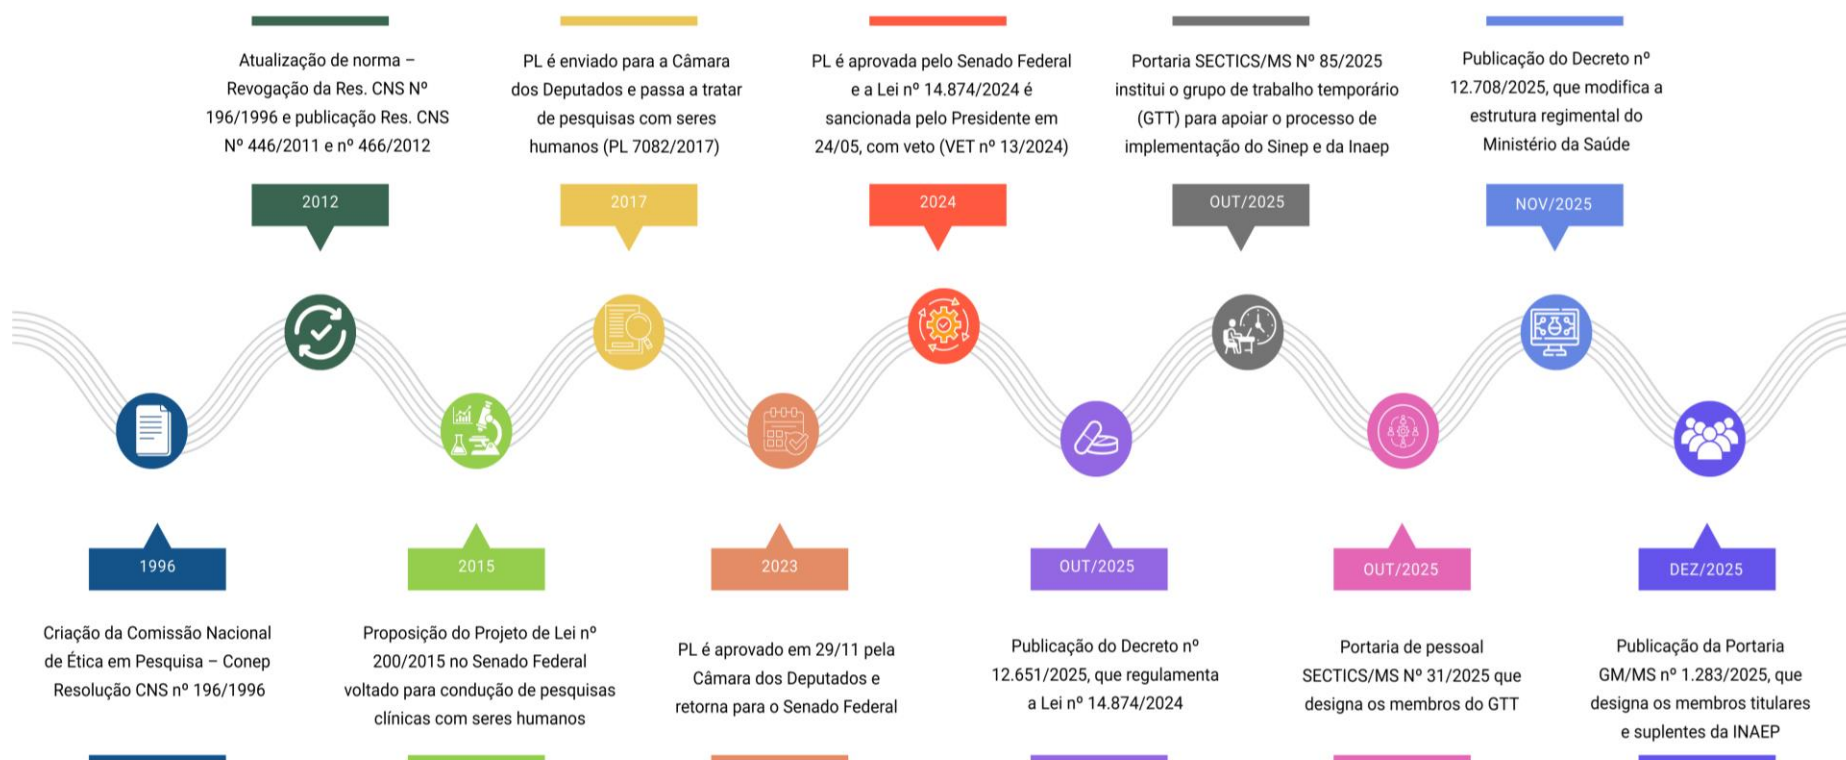 Atualização de norma –
Revogação da Res. CNS Nº
196/1996 e publicação Res. CNS
Nº 446/2011 e nº 466/2012
2012
PL é enviado para a Câmara
dos Deputados e passa a tratar
de pesquisas com seres
humanos (PL 7082/2017)
2017
PL é aprovada pelo Senado Federal
e a Lei nº 14.874/2024 é
sancionada pelo Presidente em
24/05, com veto (VET nº 13/2024)
2024
Portaria SECTICS/MS Nº 85/2025
institui o grupo de trabalho temporário
(GTT) para apoiar o processo de
implementação do Sinep e da Inaep
OUT/2025
Publicação do Decreto nº
12.708/2025, que modifica a
estrutura regimental do
Ministério da Saúde
NOV/2025
1996
Criação da Comissão Nacional
de Ética em Pesquisa – Conep
Resolução CNS nº 196/1996
2015
Proposição do Projeto de Lei nº
200/2015 no Senado Federal
voltado para condução de pesquisas
clínicas com seres humanos
2023
PL é aprovado em 29/11 pela
Câmara dos Deputados e
retorna para o Senado Federal
OUT/2025
Publicação do Decreto nº
12.651/2025, que regulamenta
a Lei nº 14.874/2024
OUT/2025
Portaria de pessoal
SECTICS/MS Nº 31/2025 que
designa os membros do GTT
DEZ/2025
Publicação da Portaria
GM/MS nº 1.283/2025, que
designa os membros titulares
e suplentes da INAEP